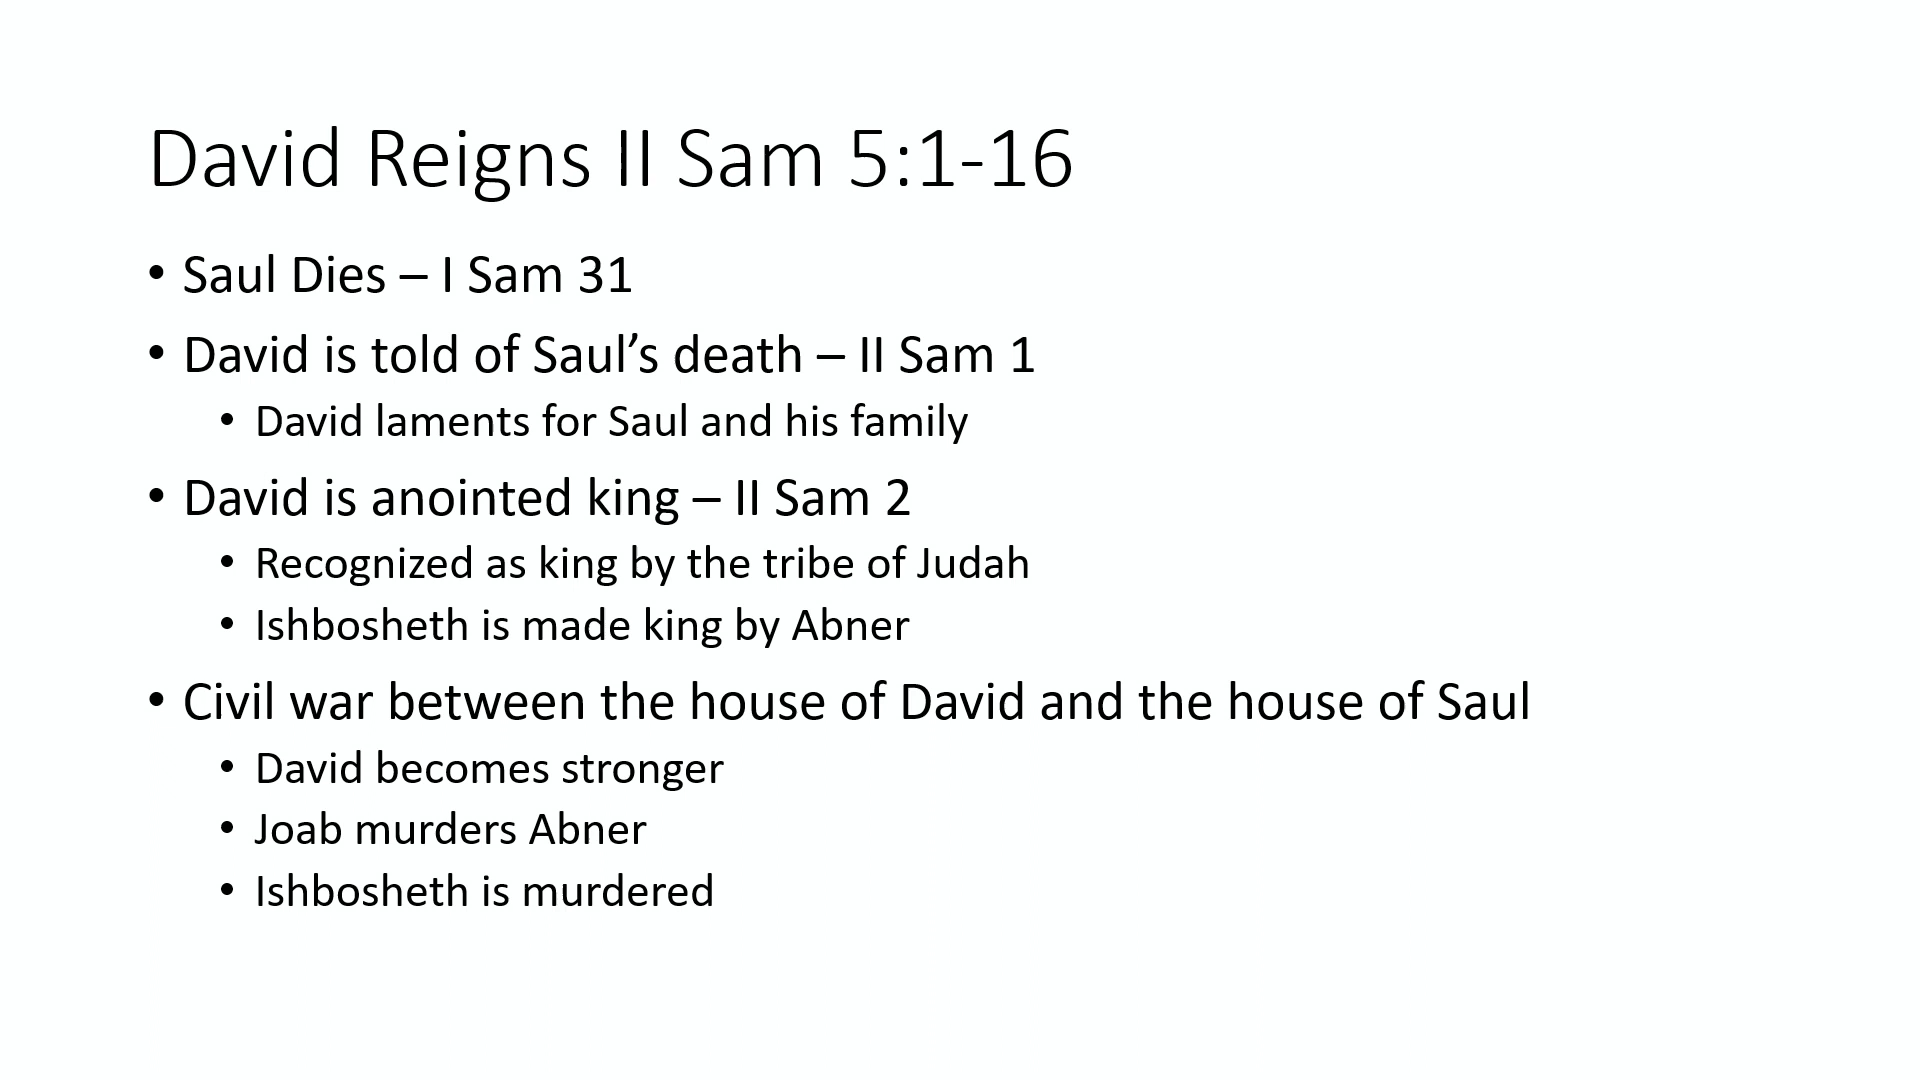 David Reigns II Sam 5:1-16
• Saul Dies – I Sam 31
• David is told of Saul’s death – II Sam 1
• David laments for Saul and his family
• David is anointed king – II Sam 2
• Recognized as king by the tribe of Judah
• Ishbosheth is made king by Abner
• Civil war between the house of David and the house of Saul
• David becomes stronger
• Joab murders Abner
• Ishbosheth is murdered